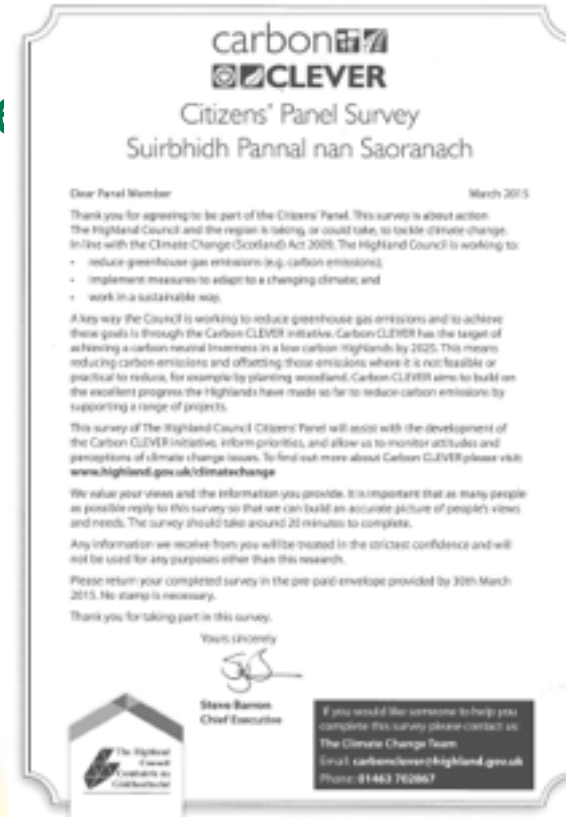 carbon
CLEVER
Citizens' Panel Survey
Suirbhidh Pannal nan Saoranach
Dear Panel Member
March 2015
Thank you for agreeing to be part of the Citizens' Panel. This survey is about action
The Highland Council and the region is taking, or could take, to tackle climate change.
In line with the Climate Change (Scotland) Act 2009, The Highland Council is working to:
• reduce greenhouse gas emissions (e.g. carbon emissions);
• implement measures to adapt to a changing climate; and
• work in a sustainable way.
A key way the Council is working to reduce greenhouse gas emissions and to achieve
these goals is through the Carbon CLEVER initiative. Carbon CLEVER has the target of
achieving a carbon neutral Inverness in a low carbon Highlands by 2025. This means
reducing carbon emissions and offsetting those emissions where it is not feasible or
practical to reduce, for example by planting woodland. Carbon CLEVER aims to build on
the excellent progress the Highlands have made so far to reduce carbon emissions by
supporting a range of projects.
This survey of The Highland Council Citizens' Panel will assist with the development of
the Carbon CLEVER initiative, inform priorities, and allow us to monitor attitudes and
perceptions of climate change issues. To find out more about Carbon CLEVER please visit:
www.highland.gov.uk/climatechange
We value your views and the information you provide. It is important that as many people
as possible reply to this survey so that we can build an accurate picture of people's views
and needs. The survey should take around 20 minutes to complete.
Any information we receive from you will be treated in the strictest confidence and will
not be used for any purposes other than this research.
Please return your completed survey in the pre-paid envelope provided by 30th March
2015. No stamp is necessary.
Thank you for taking part in this survey.
Yours sincerely
Steve Barron
Chief Executive
The Highland
Council
Comhairle na
Gàidhealtachd
If you would like someone to help you
complete this survey please contact us:
The Climate Change Team
Email: carbonclever@highland.gov.uk
Phone: 01463 702867